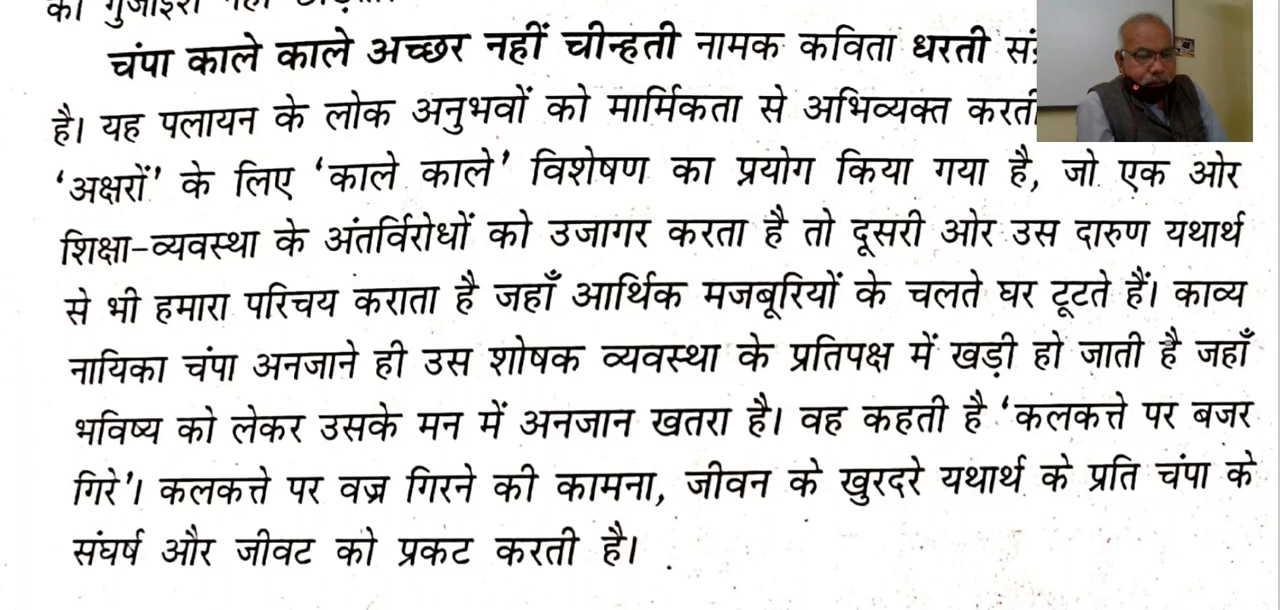 चंपा काले काले अच्छर नहीं चीन्हती नामक कविता धरती
है। यह पलायन के लोक अनुभवों को मार्मिकता से अभिव्यक्त करती
‘अक्षरों’ के लिए ‘काले काले’ विशेषण का प्रयोग किया गया है, जो एक ओर
शिक्षा-व्यवस्था के अंतर्विरोधों को उजागर करता है तो दूसरी ओर उस दारुण यथार्थ
से भी हमारा परिचय कराता है जहाँ आर्थिक मजबूरियों के चलते घर टूटते हैं। काव्य
नायिका चंपा अनजाने ही उस शोषक व्यवस्था के प्रतिपक्ष में खड़ी हो जाती है जहाँ
भविष्य को लेकर उसके मन में अनजान खतरा है। वह कहती है ‘कलकत्ते पर बजर
गिरे’। कलकत्ते पर वज्र गिरने की कामना, जीवन के खुरदरे यथार्थ के प्रति चंपा के
संघर्ष और जीवट को प्रकट करती है।